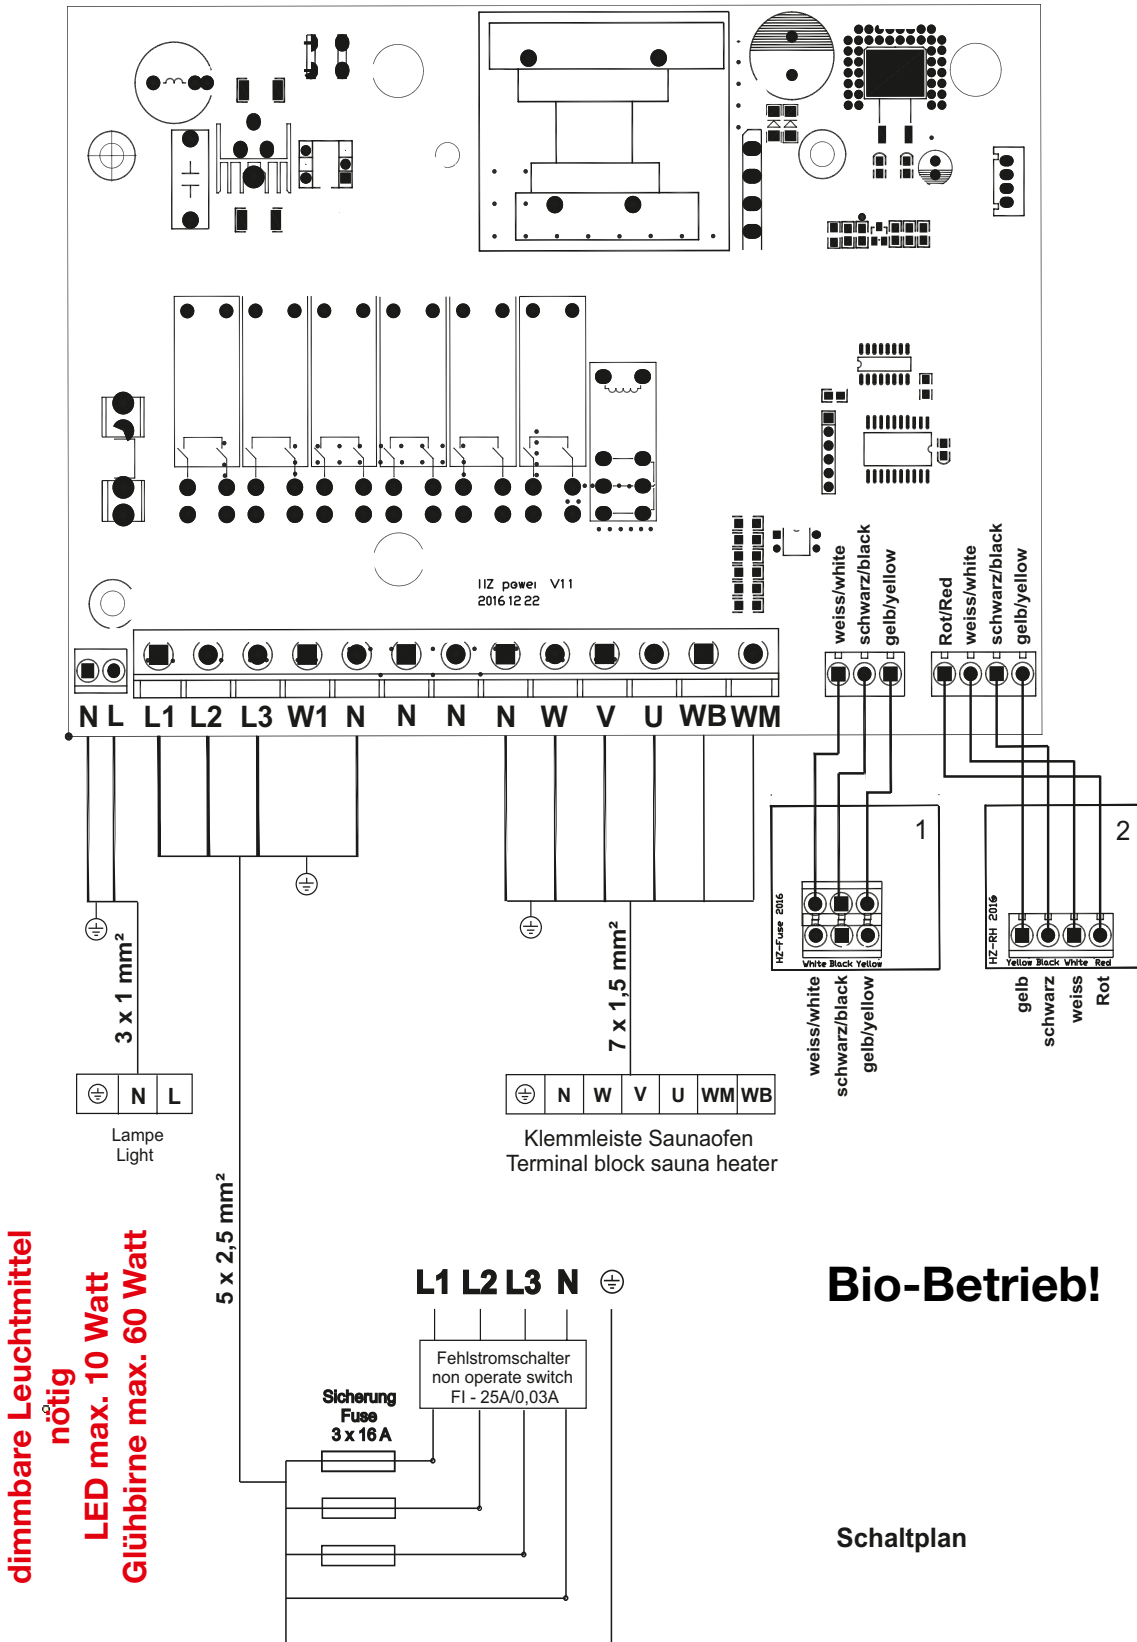 HZ power V11
2016 12 22
weiss/white
schwarz/black
gelb/yellow
Rot/Red
weiss/white
schwarz/black
gelb/yellow
N L L1 L2 L3 W1 N N N N W V U WB WM
1
HZ-Fuse 2016
White Black Yellow
weiss/white
schwarz/black
gelb/yellow
2
HZ-RH 2016
Yellow Black White Red
gelb
schwarz
weiss
Rot
3 x 1 mm²
7 x 1,5 mm²
N L
Lampe
Light
N W V U WM WB
Klemmleiste Saunaofen
Terminal block sauna heater
5 x 2,5 mm²
dimmbare Leuchtmittel
nötig
LED max. 10 Watt
Glühbirne max. 60 Watt
L1 L2 L3 N
Fehlstromschalter
non operate switch
FI - 25A/0,03A
Sicherung
Fuse
3 x 16 A
Bio-Betrieb!
Schaltplan